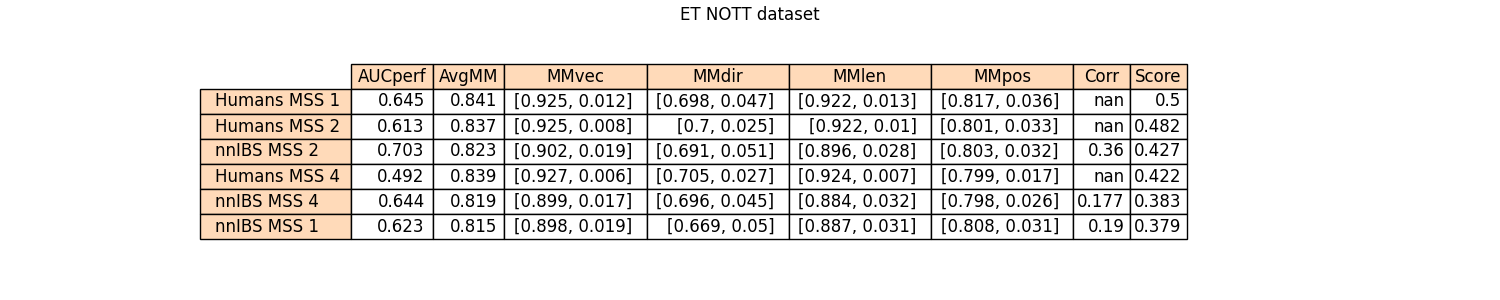 ET NOTT dataset
AUCperf AvgMM MMvec MMdir MMlen MMpos Corr Score
Humans MSS 1 0.645 0.841 [0.925, 0.012] [0.698, 0.047] [0.922, 0.013] [0.817, 0.036] nan 0.5
Humans MSS 2 0.613 0.837 [0.925, 0.008] [0.7, 0.025] [0.922, 0.01] [0.801, 0.033] nan 0.482
nnIBS MSS 2 0.703 0.823 [0.902, 0.019] [0.691, 0.051] [0.896, 0.028] [0.803, 0.032] 0.36 0.427
Humans MSS 4 0.492 0.839 [0.927, 0.006] [0.705, 0.027] [0.924, 0.007] [0.799, 0.017] nan 0.422
nnIBS MSS 4 0.644 0.819 [0.899, 0.017] [0.696, 0.045] [0.884, 0.032] [0.798, 0.026] 0.177 0.383
nnIBS MSS 1 0.623 0.815 [0.898, 0.019] [0.669, 0.05] [0.887, 0.031] [0.808, 0.031] 0.19 0.379